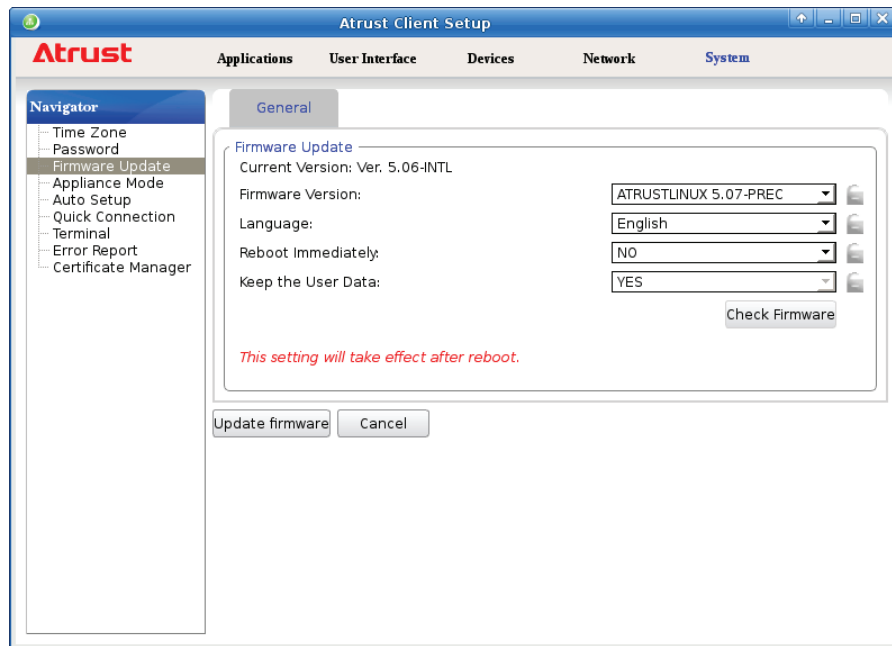 Atrust Client Setup
Atrust
Applications User Interface Devices Network System
Navigator
Time Zone
Password
Firmware Update
Appliance Mode
Auto Setup
Quick Connection
Terminal
Error Report
Certificate Manager
General
Firmware Update
Current Version: Ver. 5.06-INTL
Firmware Version: ATRUSTLINUX 5.07-PREC
Language: English
Reboot Immediately: NO
Keep the User Data: YES
Check Firmware
This setting will take effect after reboot.
Update firmware Cancel